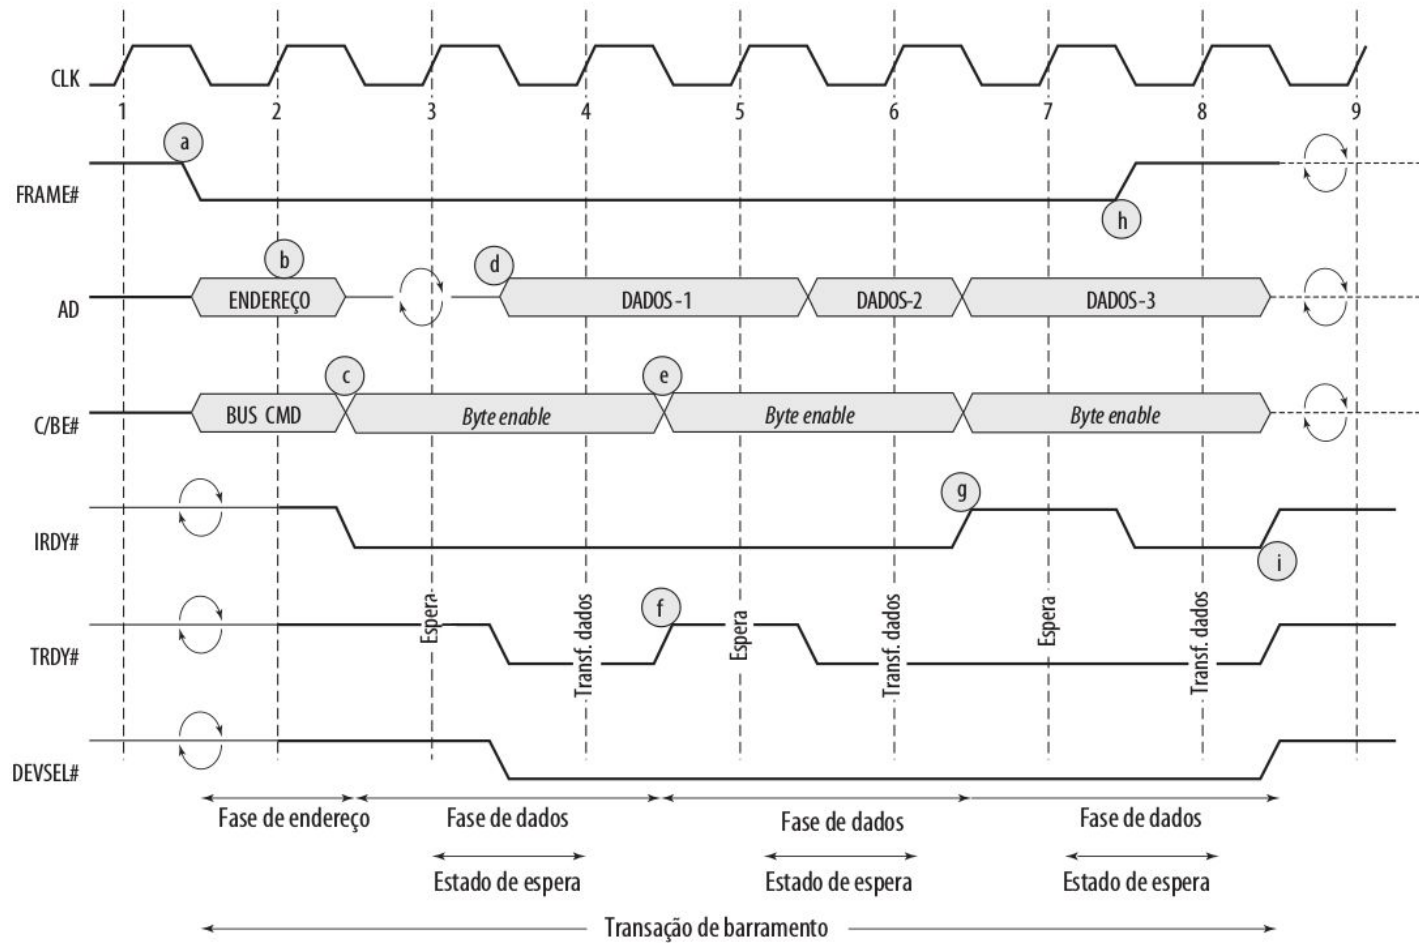 CLK
1 2 3 4 5 6 7 8 9
a
FRAME#
h
b
d
AD
ENDEREÇO DADOS-1 DADOS-2 DADOS-3
c
e
C/BE#
BUS CMD Byte enable Byte enable Byte enable
g
IRDY#
i
f
TRDY#
Espera Transf. dados Espera Transf. dados Espera Transf. dados
DEVSEL#
Fase de endereço Fase de dados Fase de dados Fase de dados
Estado de espera Estado de espera Estado de espera
Transação de barramento